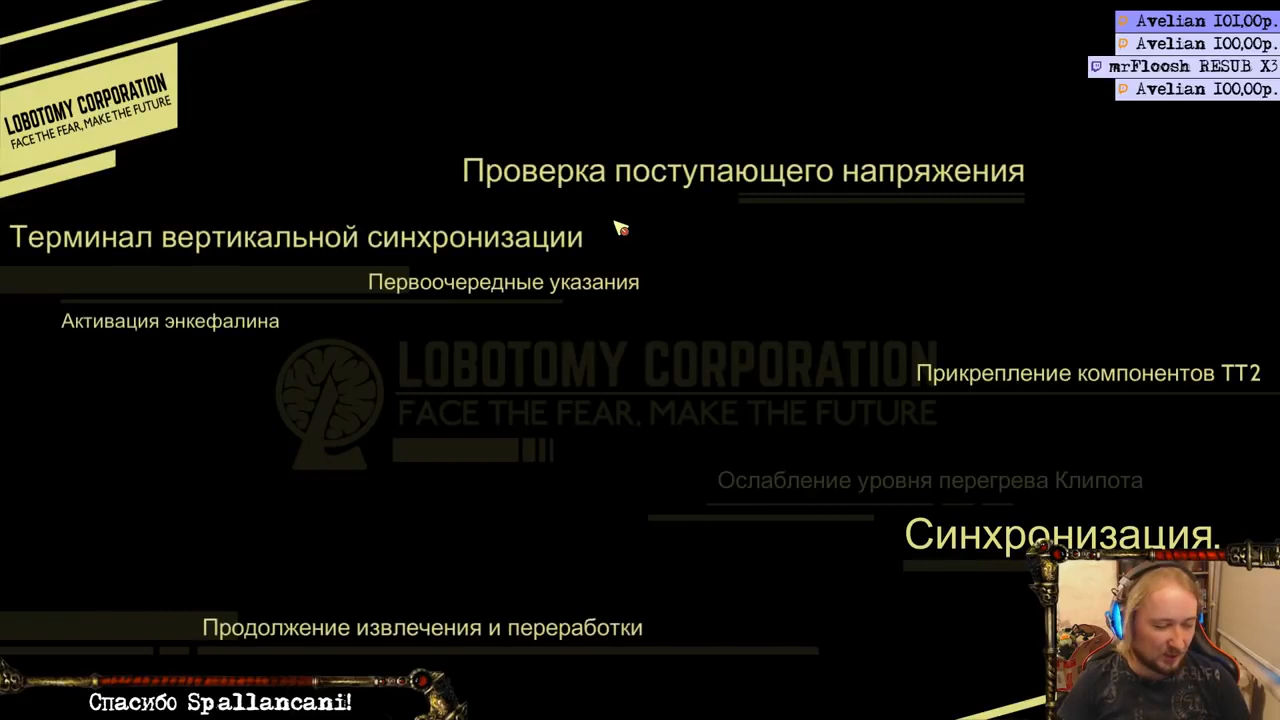 Avelian 101,00р.
Avelian 100,00р.
mrFloosh RESUB X3
Avelian 100,00р.
LOBOTOMY CORPORATION
FACE THE FEAR, MAKE THE FUTURE
Проверка поступающего напряжения
Терминал вертикальной синхронизации
Первоочередные указания
Активация энкефалина
LOBOTOMY CORPORATION
FACE THE FEAR, MAKE THE FUTURE
Прикрепление компонентов TT2
Ослабление уровня перегрева Клипота
Синхронизация.
Продолжение извлечения и переработки
Спасибо Spallancani!